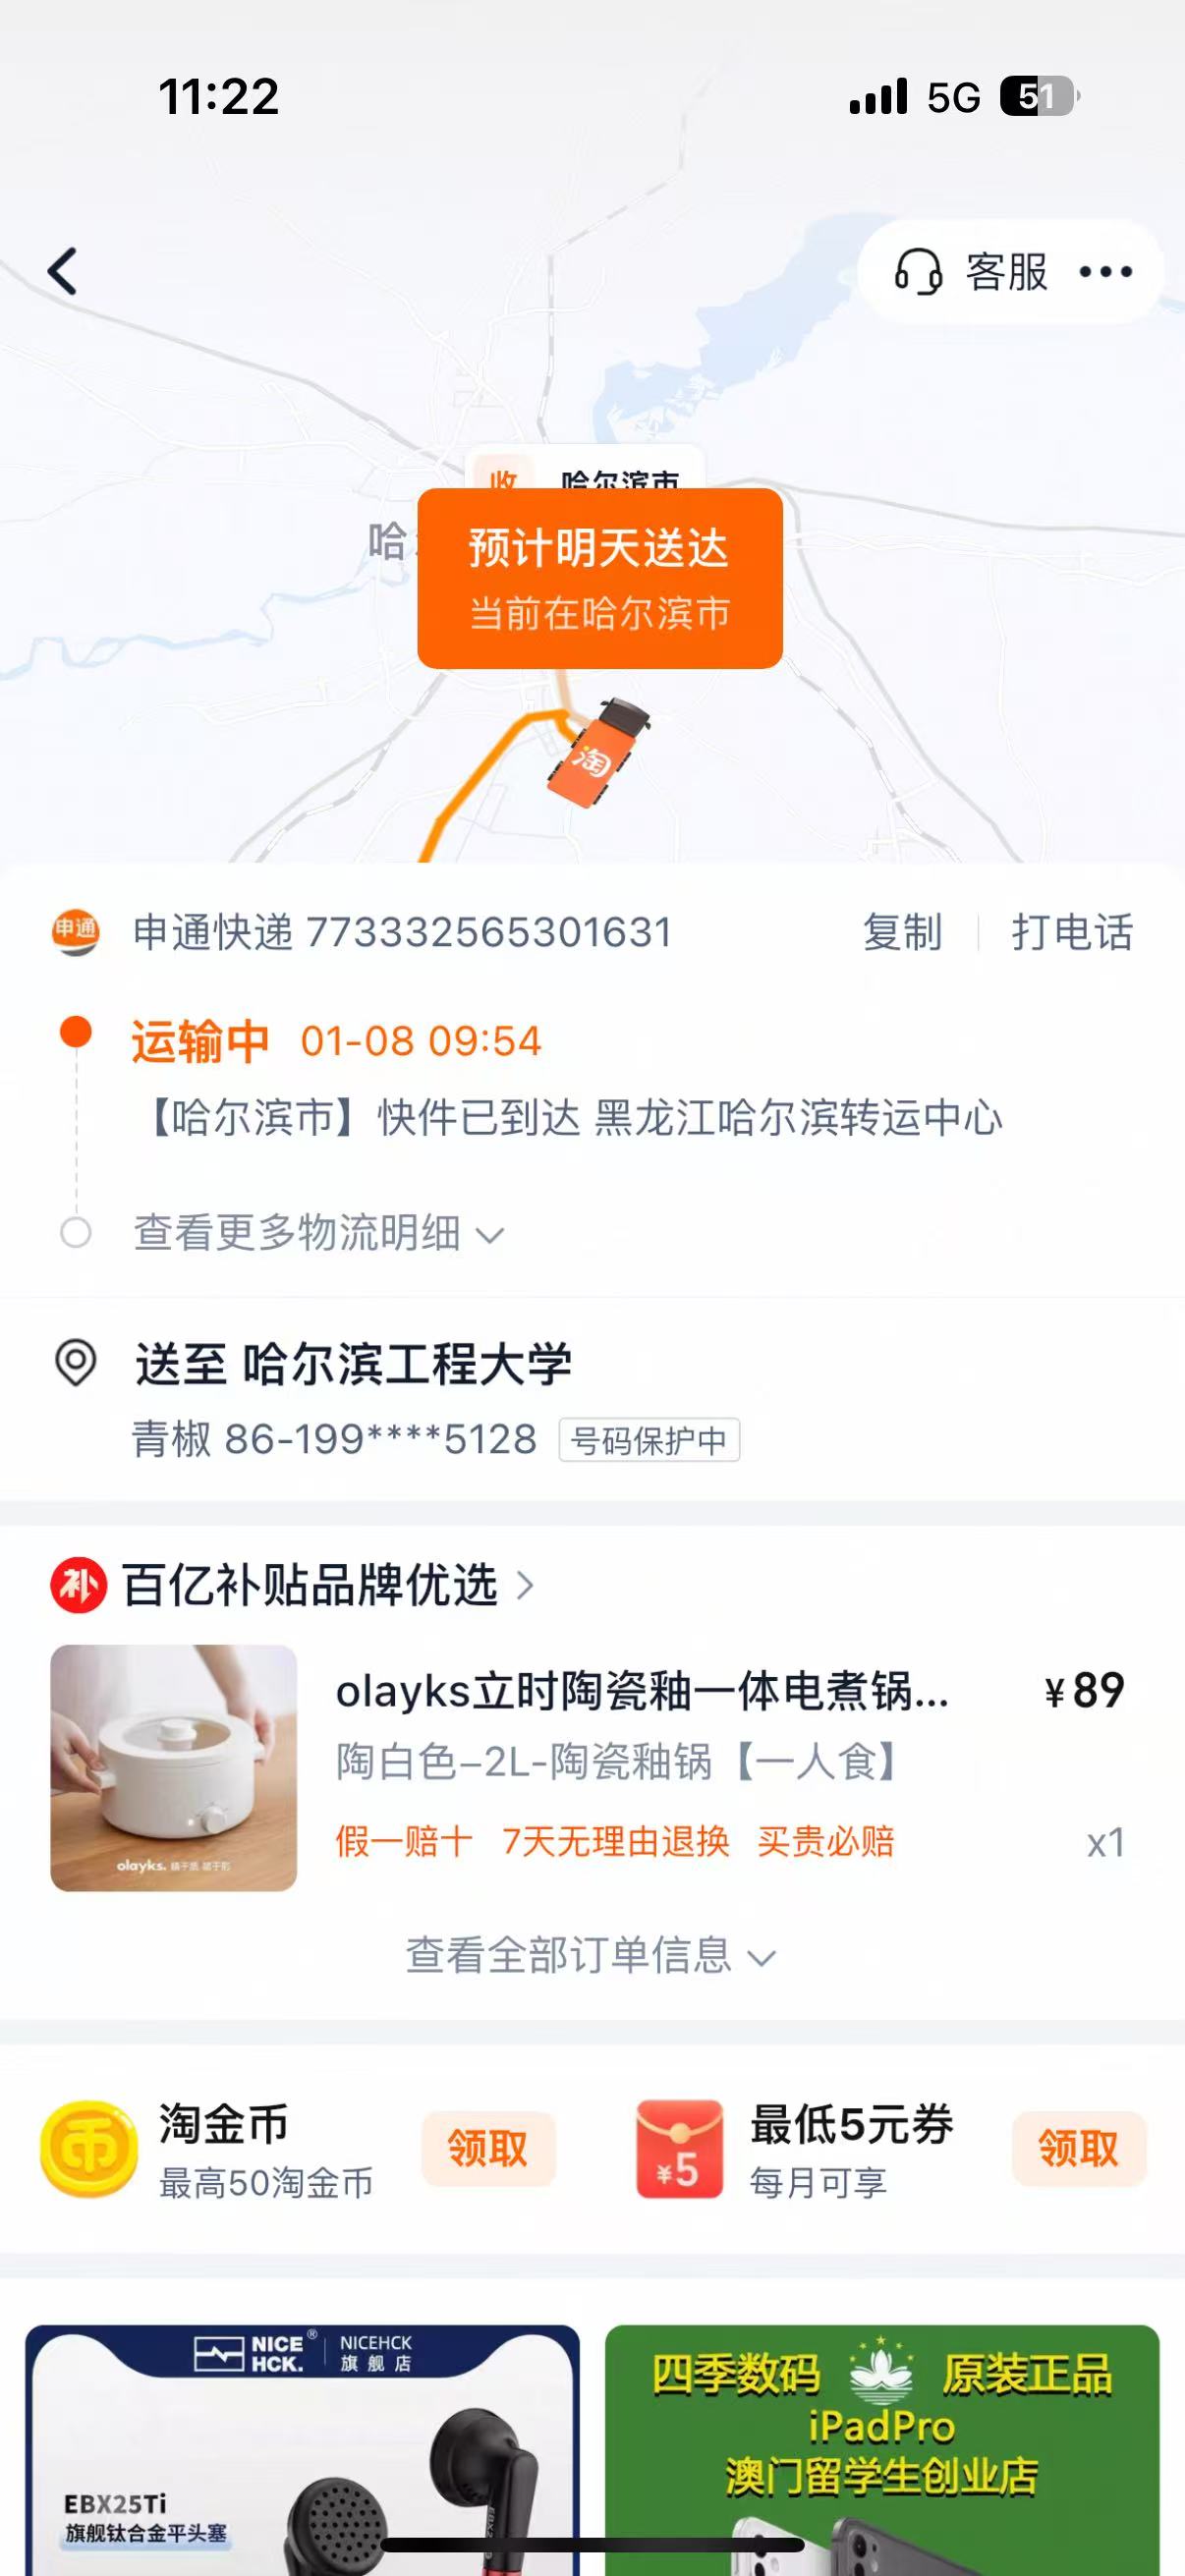 11:22
5G 51
客服
收 哈尔滨市
哈
预计明天送达
当前在哈尔滨市
淘
申通 申通快递 773332565301631 复制 打电话
运输中 01-08 09:54
【哈尔滨市】快件已到达 黑龙江哈尔滨转运中心
查看更多物流明细
送至 哈尔滨工程大学
青椒 86-199****5128 号码保护中
补 百亿补贴品牌优选
olayks立时陶瓷釉一体电煮锅... ¥89
陶白色–2L-陶瓷釉锅【一人食】
假一赔十 7天无理由退换 买贵必赔 x1
olayks.
查看全部订单信息
币 淘金币 领取
最高50淘金币
¥5 最低5元券 领取
每月可享
NICE HCK.® NICEHCK 旗舰店
EBX25Ti
旗舰钛合金平头塞
四季数码 原装正品
iPadPro
澳门留学生创业店